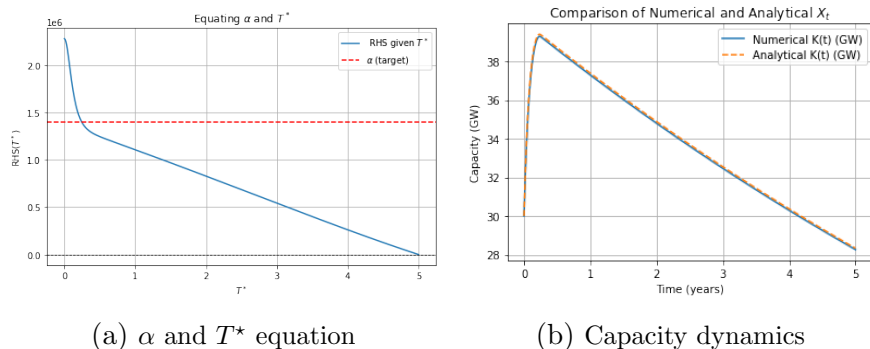 Equating α and T*
1e6
RHS given T*
α (target)
2.0
1.5
1.0
0.5
0.0
RHS(T*)
0 1 2 3 4 5
T*
(a) α and T⋆ equation
Comparison of Numerical and Analytical X_t
Numerical K(t) (GW)
Analytical K(t) (GW)
38
36
34
32
30
28
Capacity (GW)
0 1 2 3 4 5
Time (years)
(b) Capacity dynamics